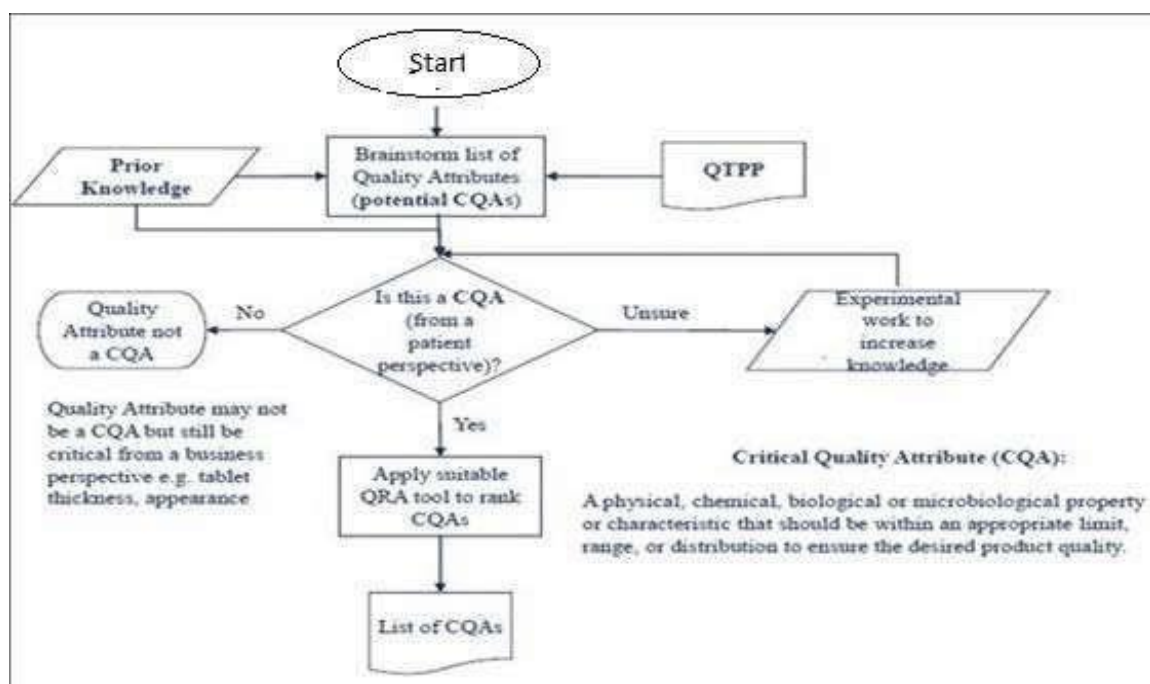 Start
Brainstorm list of
Quality Attributes
(potential CQAs)
Prior
Knowledge
QTPP
Is this a CQA
(from a
patient
perspective)?
No
Quality
Attribute not
a CQA
Unsure
Experimental
work to
increase
knowledge
Quality Attribute may not
be a CQA but still be
critical from a business
perspective e.g. tablet
thickness, appearance
Yes
Apply suitable
QRA tool to rank
CQAs
List of CQAs
Critical Quality Attribute (CQA):
A physical, chemical, biological or microbiological property
or characteristic that should be within an appropriate limit,
range, or distribution to ensure the desired product quality.